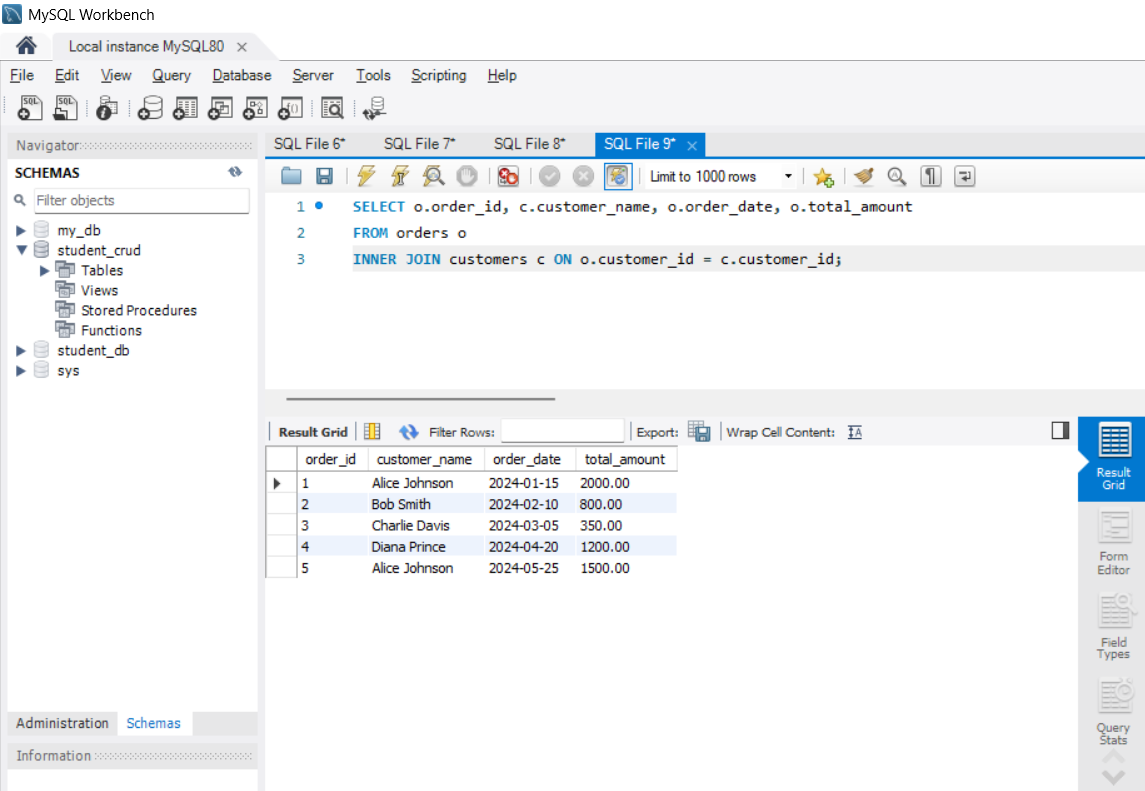 MySQL Workbench
Local instance MySQL80
File Edit View Query Database Server Tools Scripting Help
Navigator
SCHEMAS
Filter objects
my_db
student_crud
Tables
Views
Stored Procedures
Functions
student_db
sys
Administration Schemas
Information
SQL File 6* SQL File 7* SQL File 8* SQL File 9*
Limit to 1000 rows
1 SELECT o.order_id, c.customer_name, o.order_date, o.total_amount
2 FROM orders o
3 INNER JOIN customers c ON o.customer_id = c.customer_id;
Result Grid Filter Rows: Export: Wrap Cell Content:
order_id customer_name order_date total_amount
1 Alice Johnson 2024-01-15 2000.00
2 Bob Smith 2024-02-10 800.00
3 Charlie Davis 2024-03-05 350.00
4 Diana Prince 2024-04-20 1200.00
5 Alice Johnson 2024-05-25 1500.00
Result
Grid
Form
Editor
Field
Types
Query
Stats